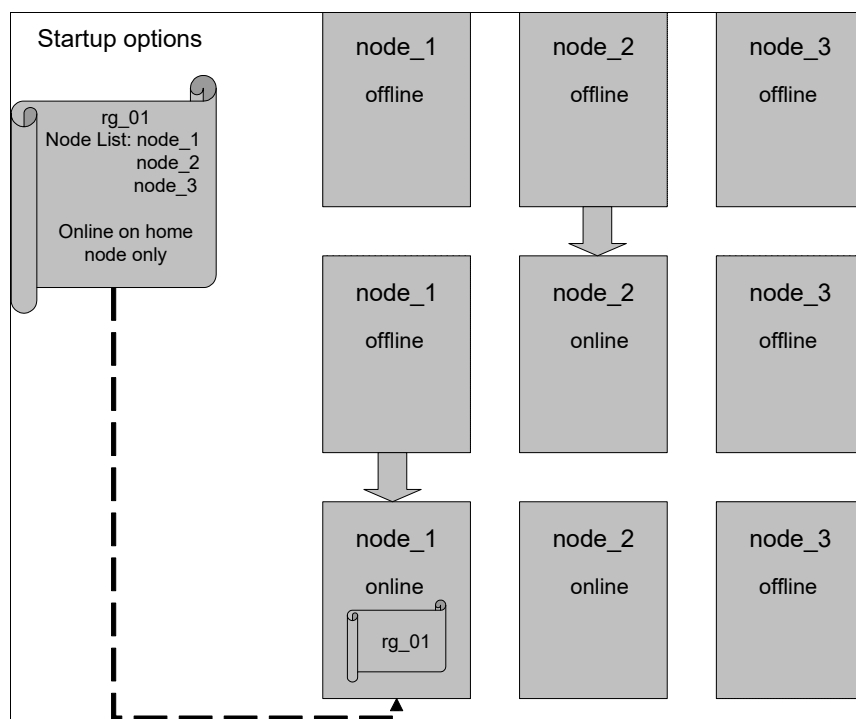 Startup options
rg_01
Node List: node_1
node_2
node_3
Online on home
node only
node_1
offline
node_2
offline
node_3
offline
node_1
offline
node_2
online
node_3
offline
node_1
online
rg_01
node_2
online
node_3
offline